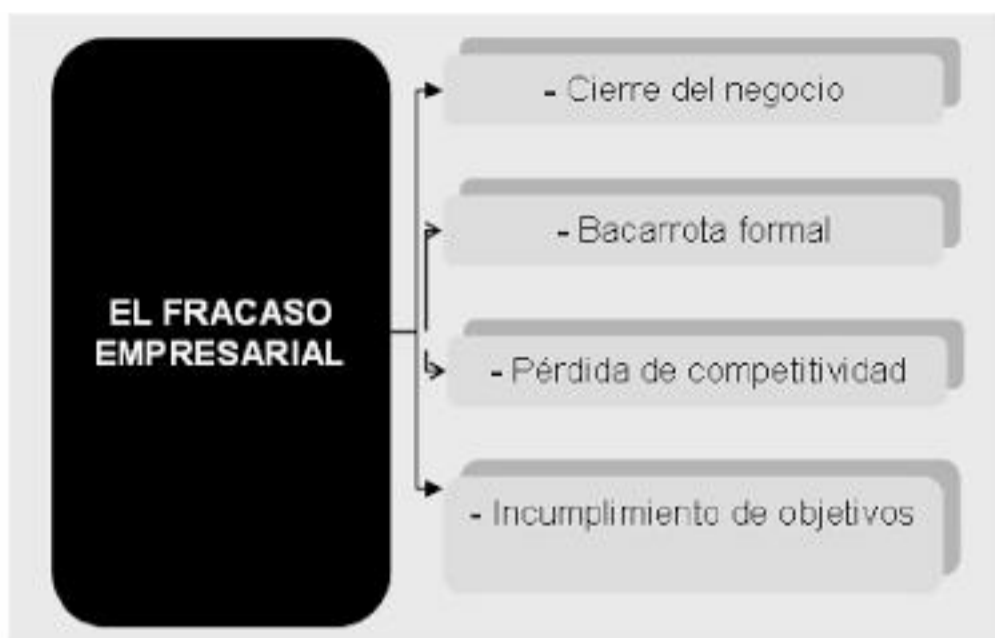 EL FRACASO
EMPRESARIAL
- Cierre del negocio
- Bacarrota formal
- Pérdida de competitividad
- Incumplimiento de objetivos